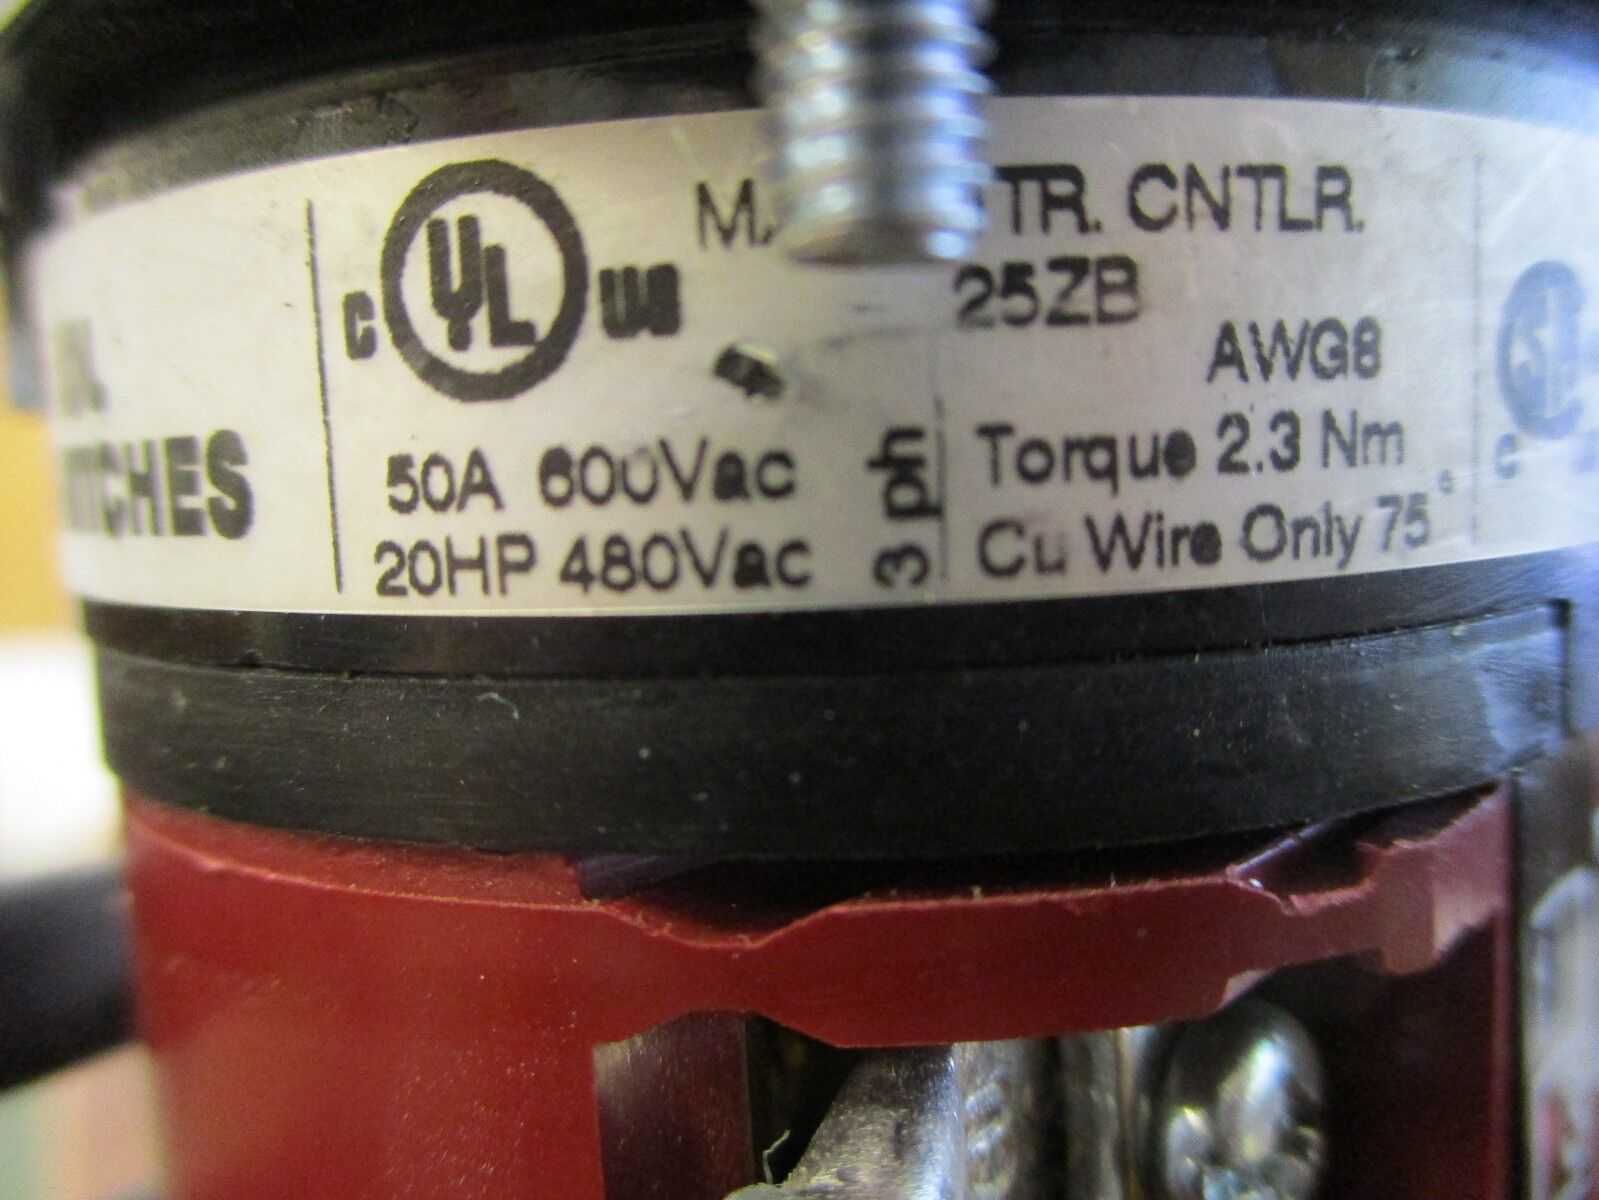 SWITCHES
C UL US
50A 600Vac
20HP 480Vac
3 ph
TR. CNTLR.
25ZB
AWG8
Torque 2.3 Nm
Cu Wire Only 75°
C